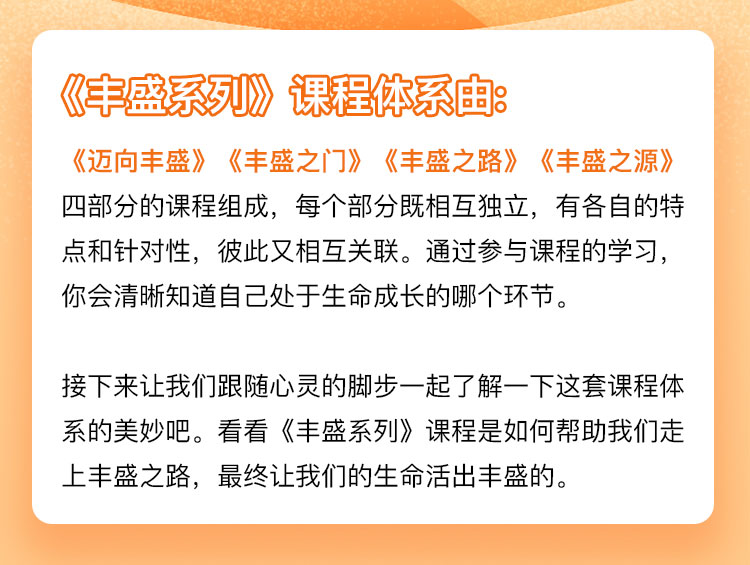 《丰盛系列》课程体系由:
《迈向丰盛》《丰盛之门》《丰盛之路》《丰盛之源》
四部分的课程组成，每个部分既相互独立，有各自的特
点和针对性，彼此又相互关联。通过参与课程的学习，
你会清晰知道自己处于生命成长的哪个环节。
接下来让我们跟随心灵的脚步一起了解一下这套课程体
系的美妙吧。看看《丰盛系列》课程是如何帮助我们走
上丰盛之路，最终让我们的生命活出丰盛的。